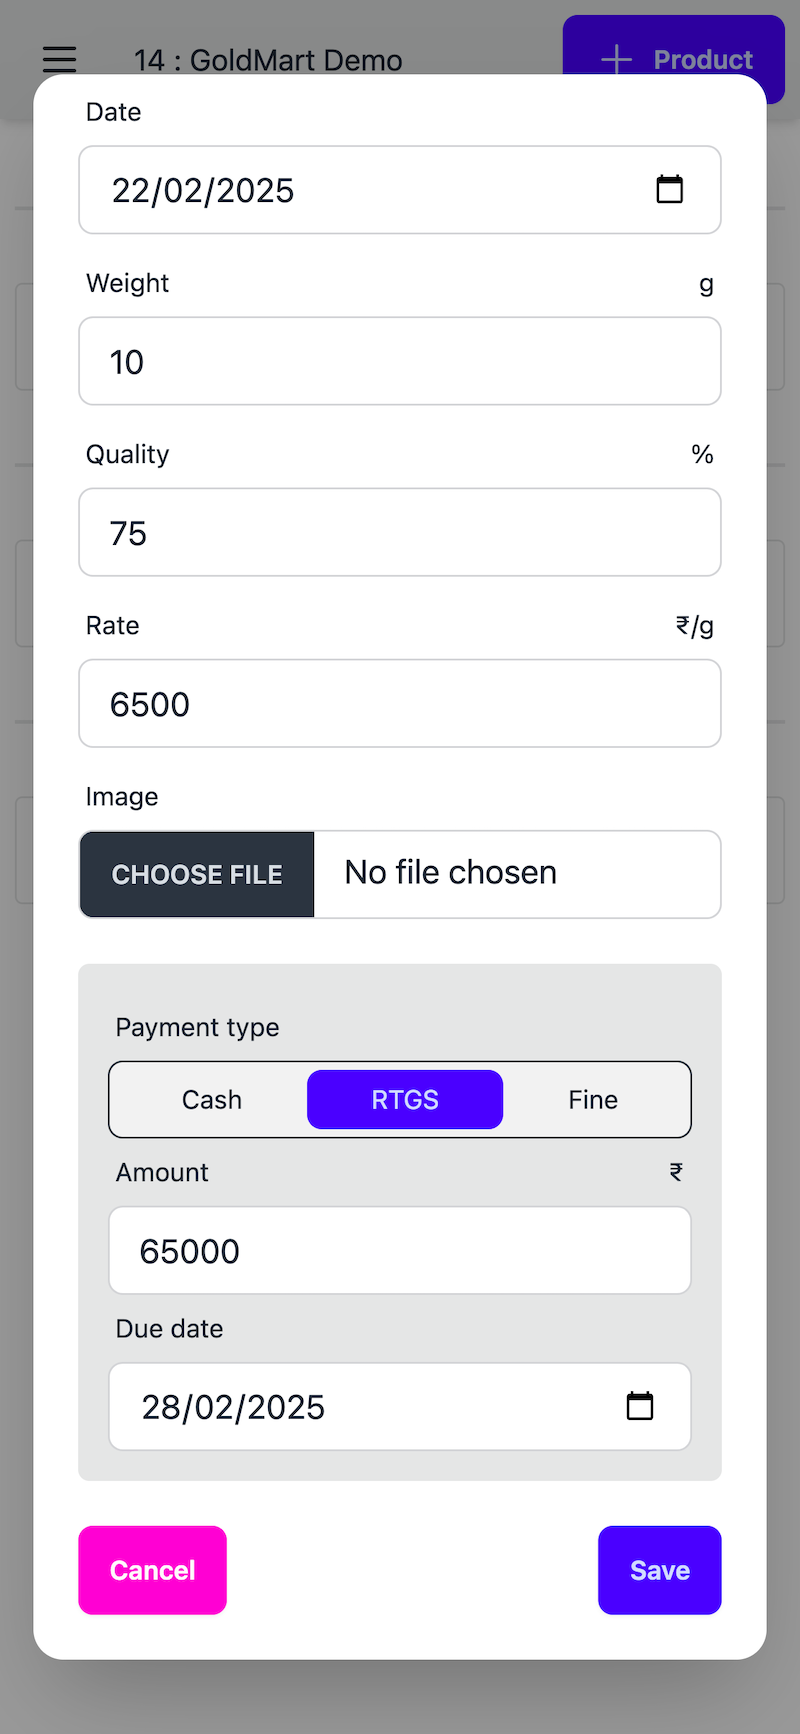 14 : GoldMart Demo
Product
Date
22/02/2025
Weight g
10
Quality %
75
Rate ₹/g
6500
Image
CHOOSE FILE No file chosen
Payment type
Cash RTGS Fine
Amount ₹
65000
Due date
28/02/2025
Cancel Save